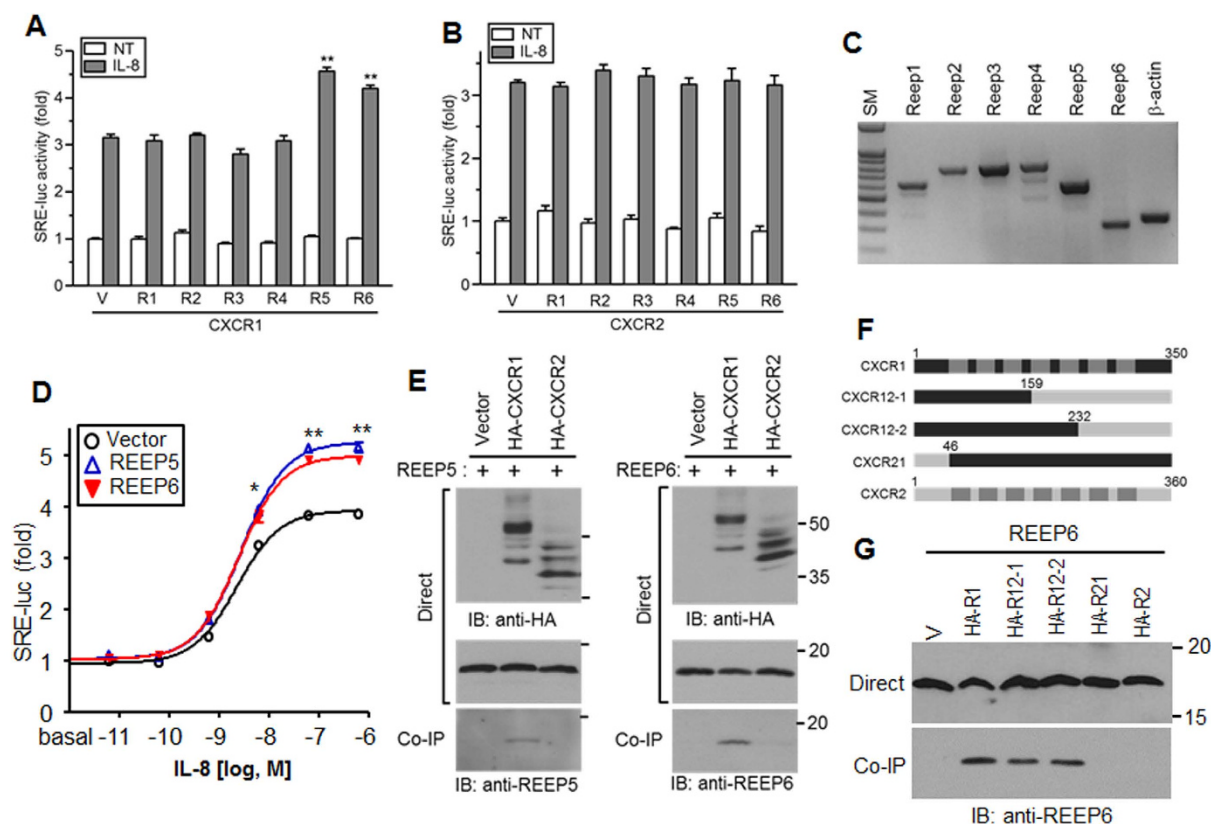 A
NT
IL-8
SRE-luc activity (fold)
5
4
3
2
1
0
**
**
V R1 R2 R3 R4 R5 R6
CXCR1
B
NT
IL-8
SRE-luc activity (fold)
3
2
1
0
V R1 R2 R3 R4 R5 R6
CXCR2
C
SM
Reep1
Reep2
Reep3
Reep4
Reep5
Reep6
β-actin
D
Vector
REEP5
REEP6
SRE-luc (fold)
5
4
3
2
1
0
*
**
**
basal -11 -10 -9 -8 -7 -6
IL-8 [log, M]
E
Vector
HA-CXCR1
HA-CXCR2
REEP5 : + + +
Direct
IB: anti-HA
20
Co-IP
IB: anti-REEP5
Vector
HA-CXCR1
HA-CXCR2
REEP6: + + +
Direct
50
35
IB: anti-HA
20
Co-IP
20
IB: anti-REEP6
F
1 350
CXCR1
159
CXCR12-1
232
CXCR12-2
46
CXCR21
1 360
CXCR2
G
REEP6
V
HA-R1
HA-R12-1
HA-R12-2
HA-R21
HA-R2
Direct
20
15
Co-IP
IB: anti-REEP6